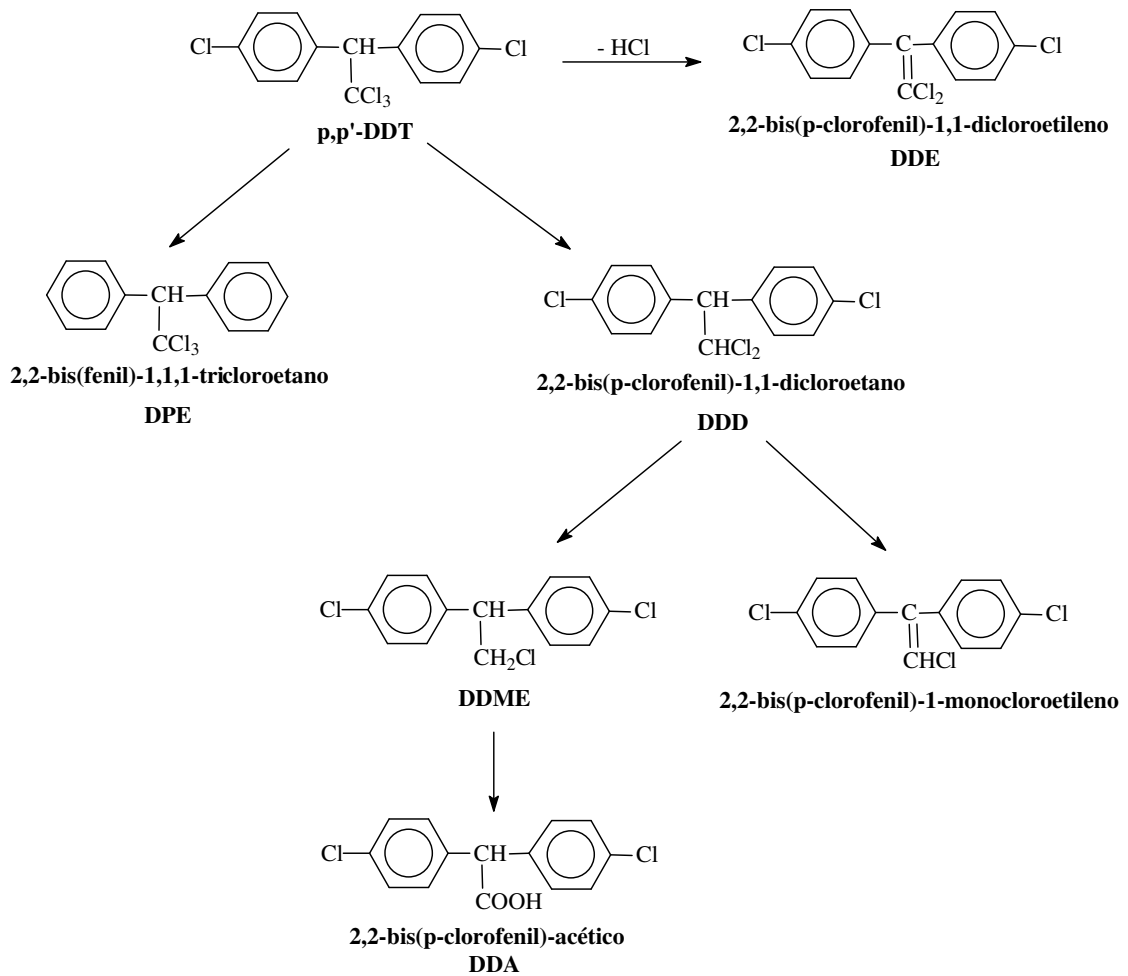 Cl CH Cl
CCl3
p,p'-DDT
- HCl
Cl C Cl
CCl2
2,2-bis(p-clorofenil)-1,1-dicloroetileno
DDE
CH
CCl3
2,2-bis(fenil)-1,1,1-tricloroetano
DPE
Cl CH Cl
CHCl2
2,2-bis(p-clorofenil)-1,1-dicloroetano
DDD
Cl CH Cl
CH2Cl
DDME
Cl C Cl
CHCl
2,2-bis(p-clorofenil)-1-monocloroetileno
Cl CH Cl
COOH
2,2-bis(p-clorofenil)-acético
DDA